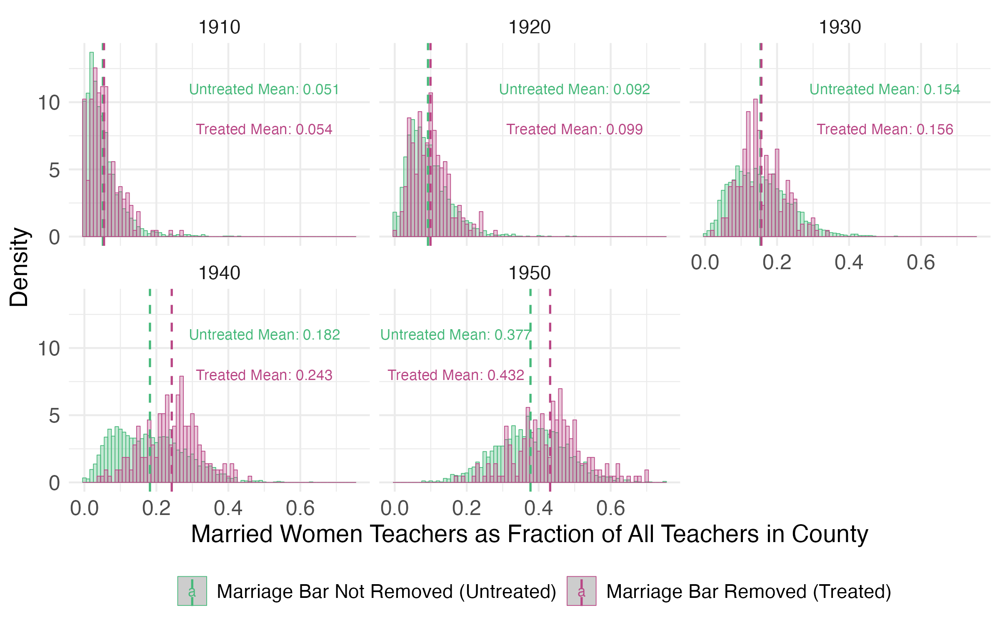 1910
1920
1930
Untreated Mean: 0.051
Untreated Mean: 0.092
Untreated Mean: 0.154
Treated Mean: 0.054
Treated Mean: 0.099
Treated Mean: 0.156
10
5
0
0.0 0.2 0.4 0.6
Density
1940
1950
Untreated Mean: 0.182
Untreated Mean: 0.377
Treated Mean: 0.243
Treated Mean: 0.432
10
5
0
0.0 0.2 0.4 0.6
0.0 0.2 0.4 0.6
Married Women Teachers as Fraction of All Teachers in County
a Marriage Bar Not Removed (Untreated)
a Marriage Bar Removed (Treated)